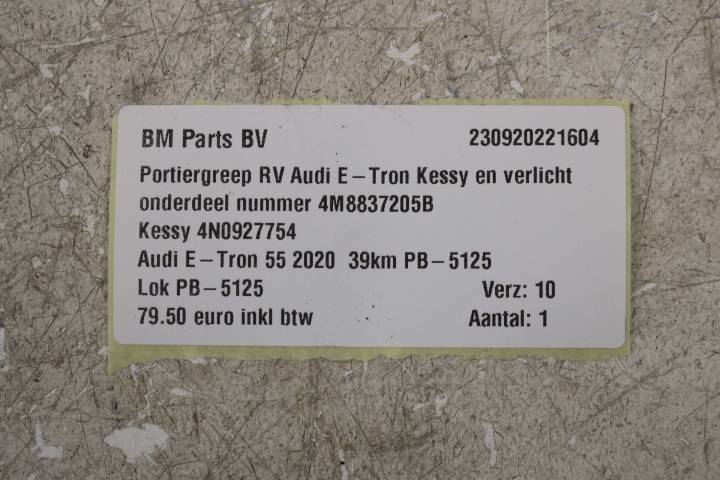 BM Parts BV 230920221604
Portiergreep RV Audi E-Tron Kessy en verlicht
onderdeel nummer 4M8837205B
Kessy 4N0927754
Audi E-Tron 55 2020 39km PB-5125
Lok PB-5125 Verz: 10
79.50 euro inkl btw Aantal: 1